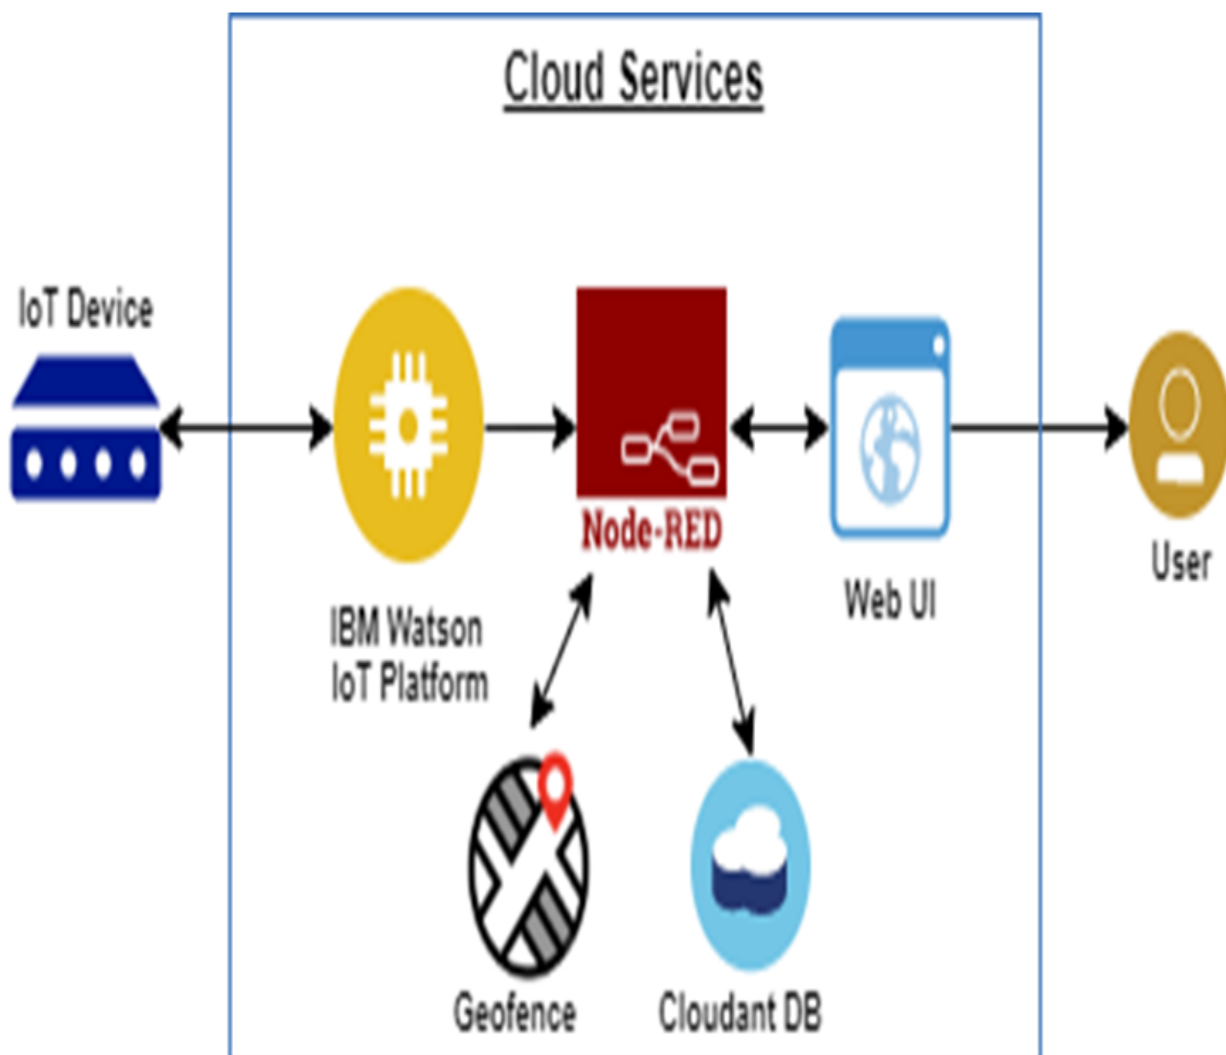 Cloud Services
IoT Device
Node-RED
Web UI
User
IBM Watson
IoT Platform
Geofence
Cloudant DB